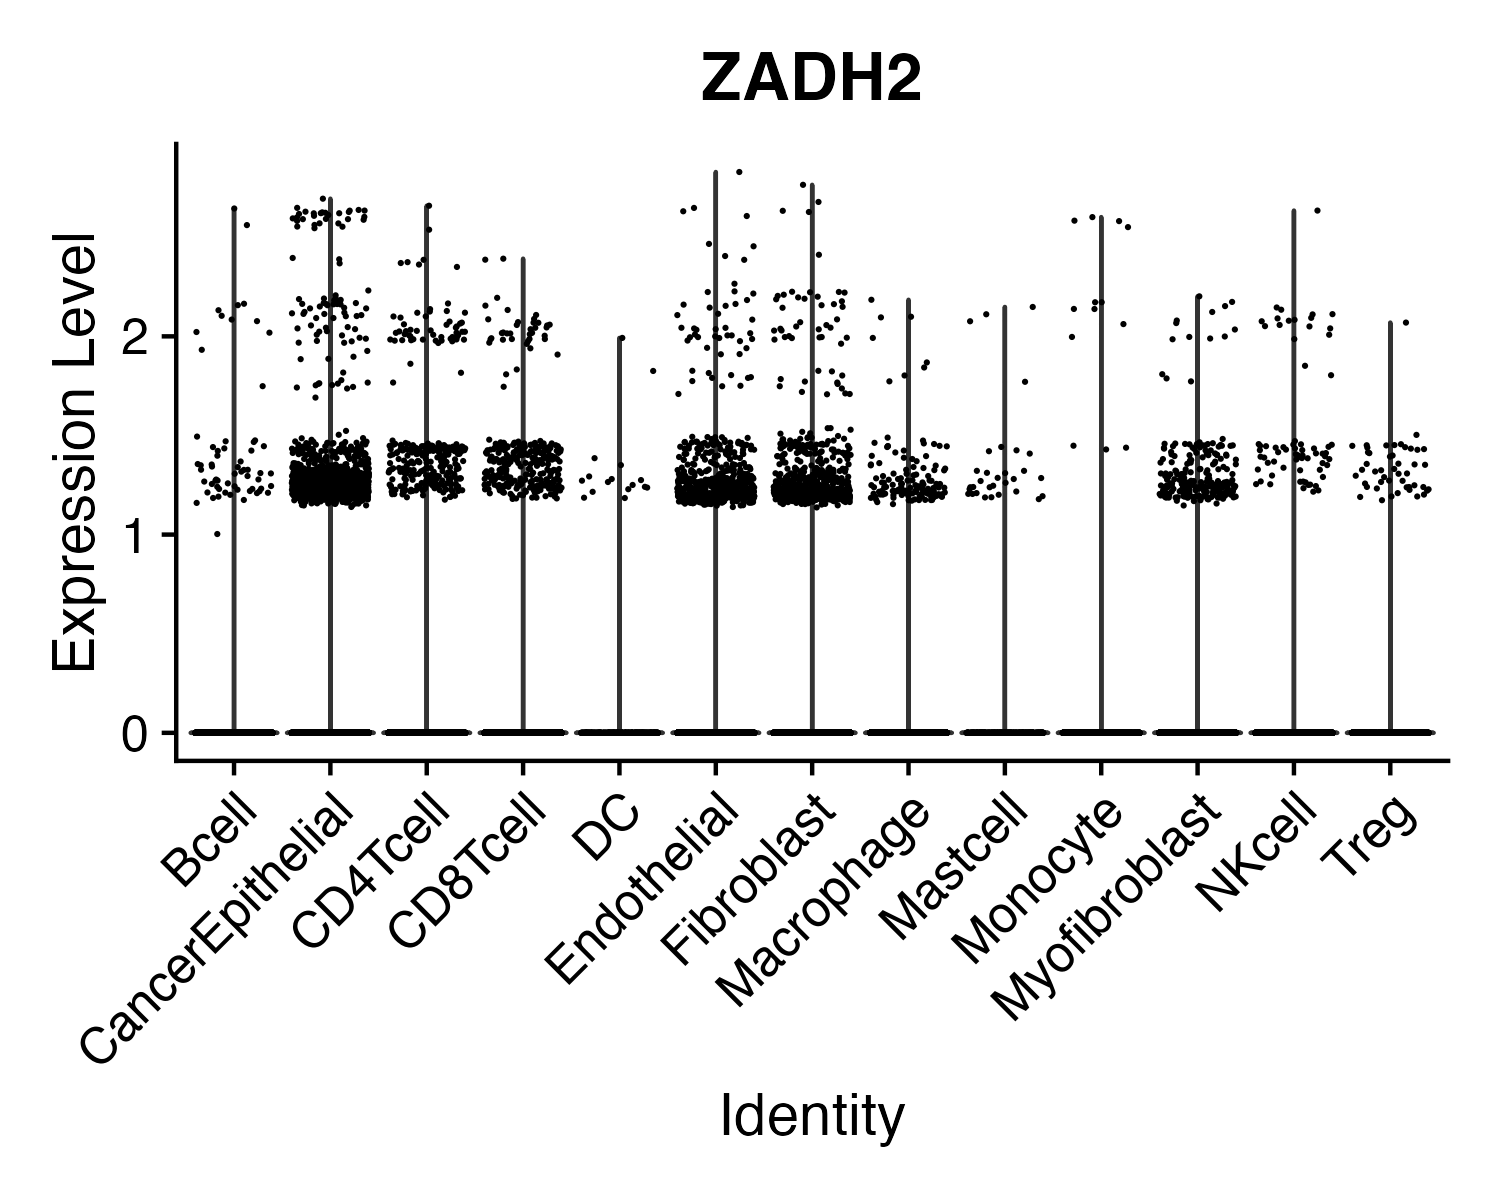 ZADH2
Expression Level
2
1
0
Bcell
CancerEpithelial
CD4Tcell
CD8Tcell
DC
Endothelial
Fibroblast
Macrophage
Mastcell
Monocyte
Myofibroblast
NKcell
Treg
Identity